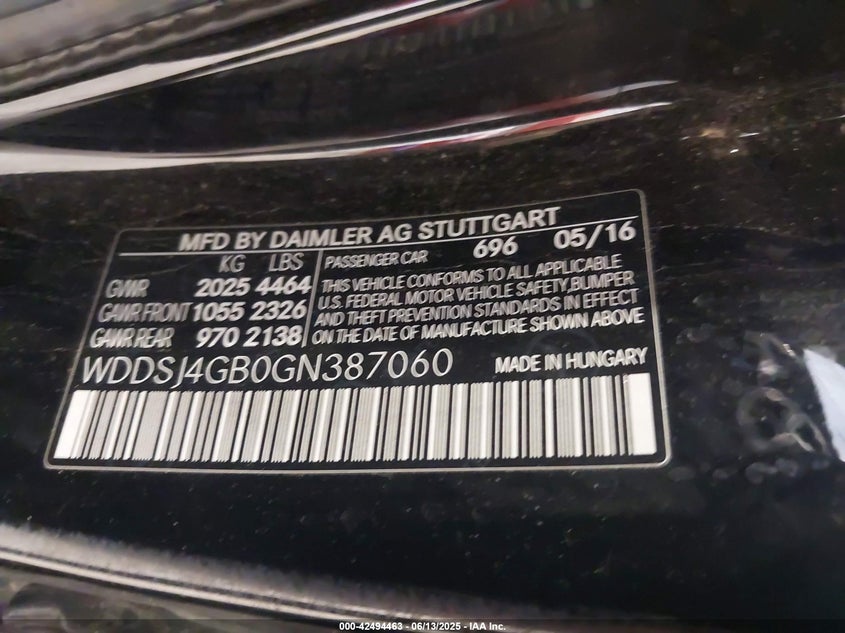 MFD BY DAIMLER AG STUTTGART
KG LBS
GVWR 2025 4464
GAWR FRONT 1055 2326
GAWR REAR 970 2138
PASSENGER CAR 696 05/16
THIS VEHICLE CONFORMS TO ALL APPLICABLE
U.S. FEDERAL MOTOR VEHICLE SAFETY,BUMPER
AND THEFT PREVENTION STANDARDS IN EFFECT
ON THE DATE OF MANUFACTURE SHOWN ABOVE
WDDSJ4GB0GN387060 MADE IN HUNGARY
000-42494463 - 06/13/2025 - IAA Inc.